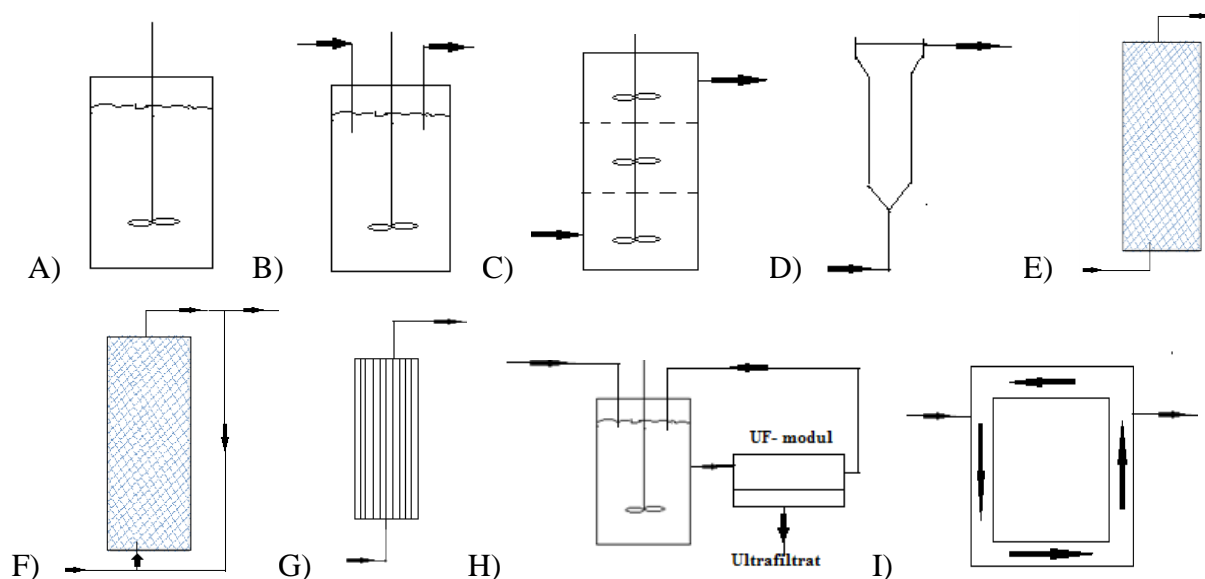 A) B) C) D) E)
UF- modul
Ultrafiltrat
F) G) H) I)